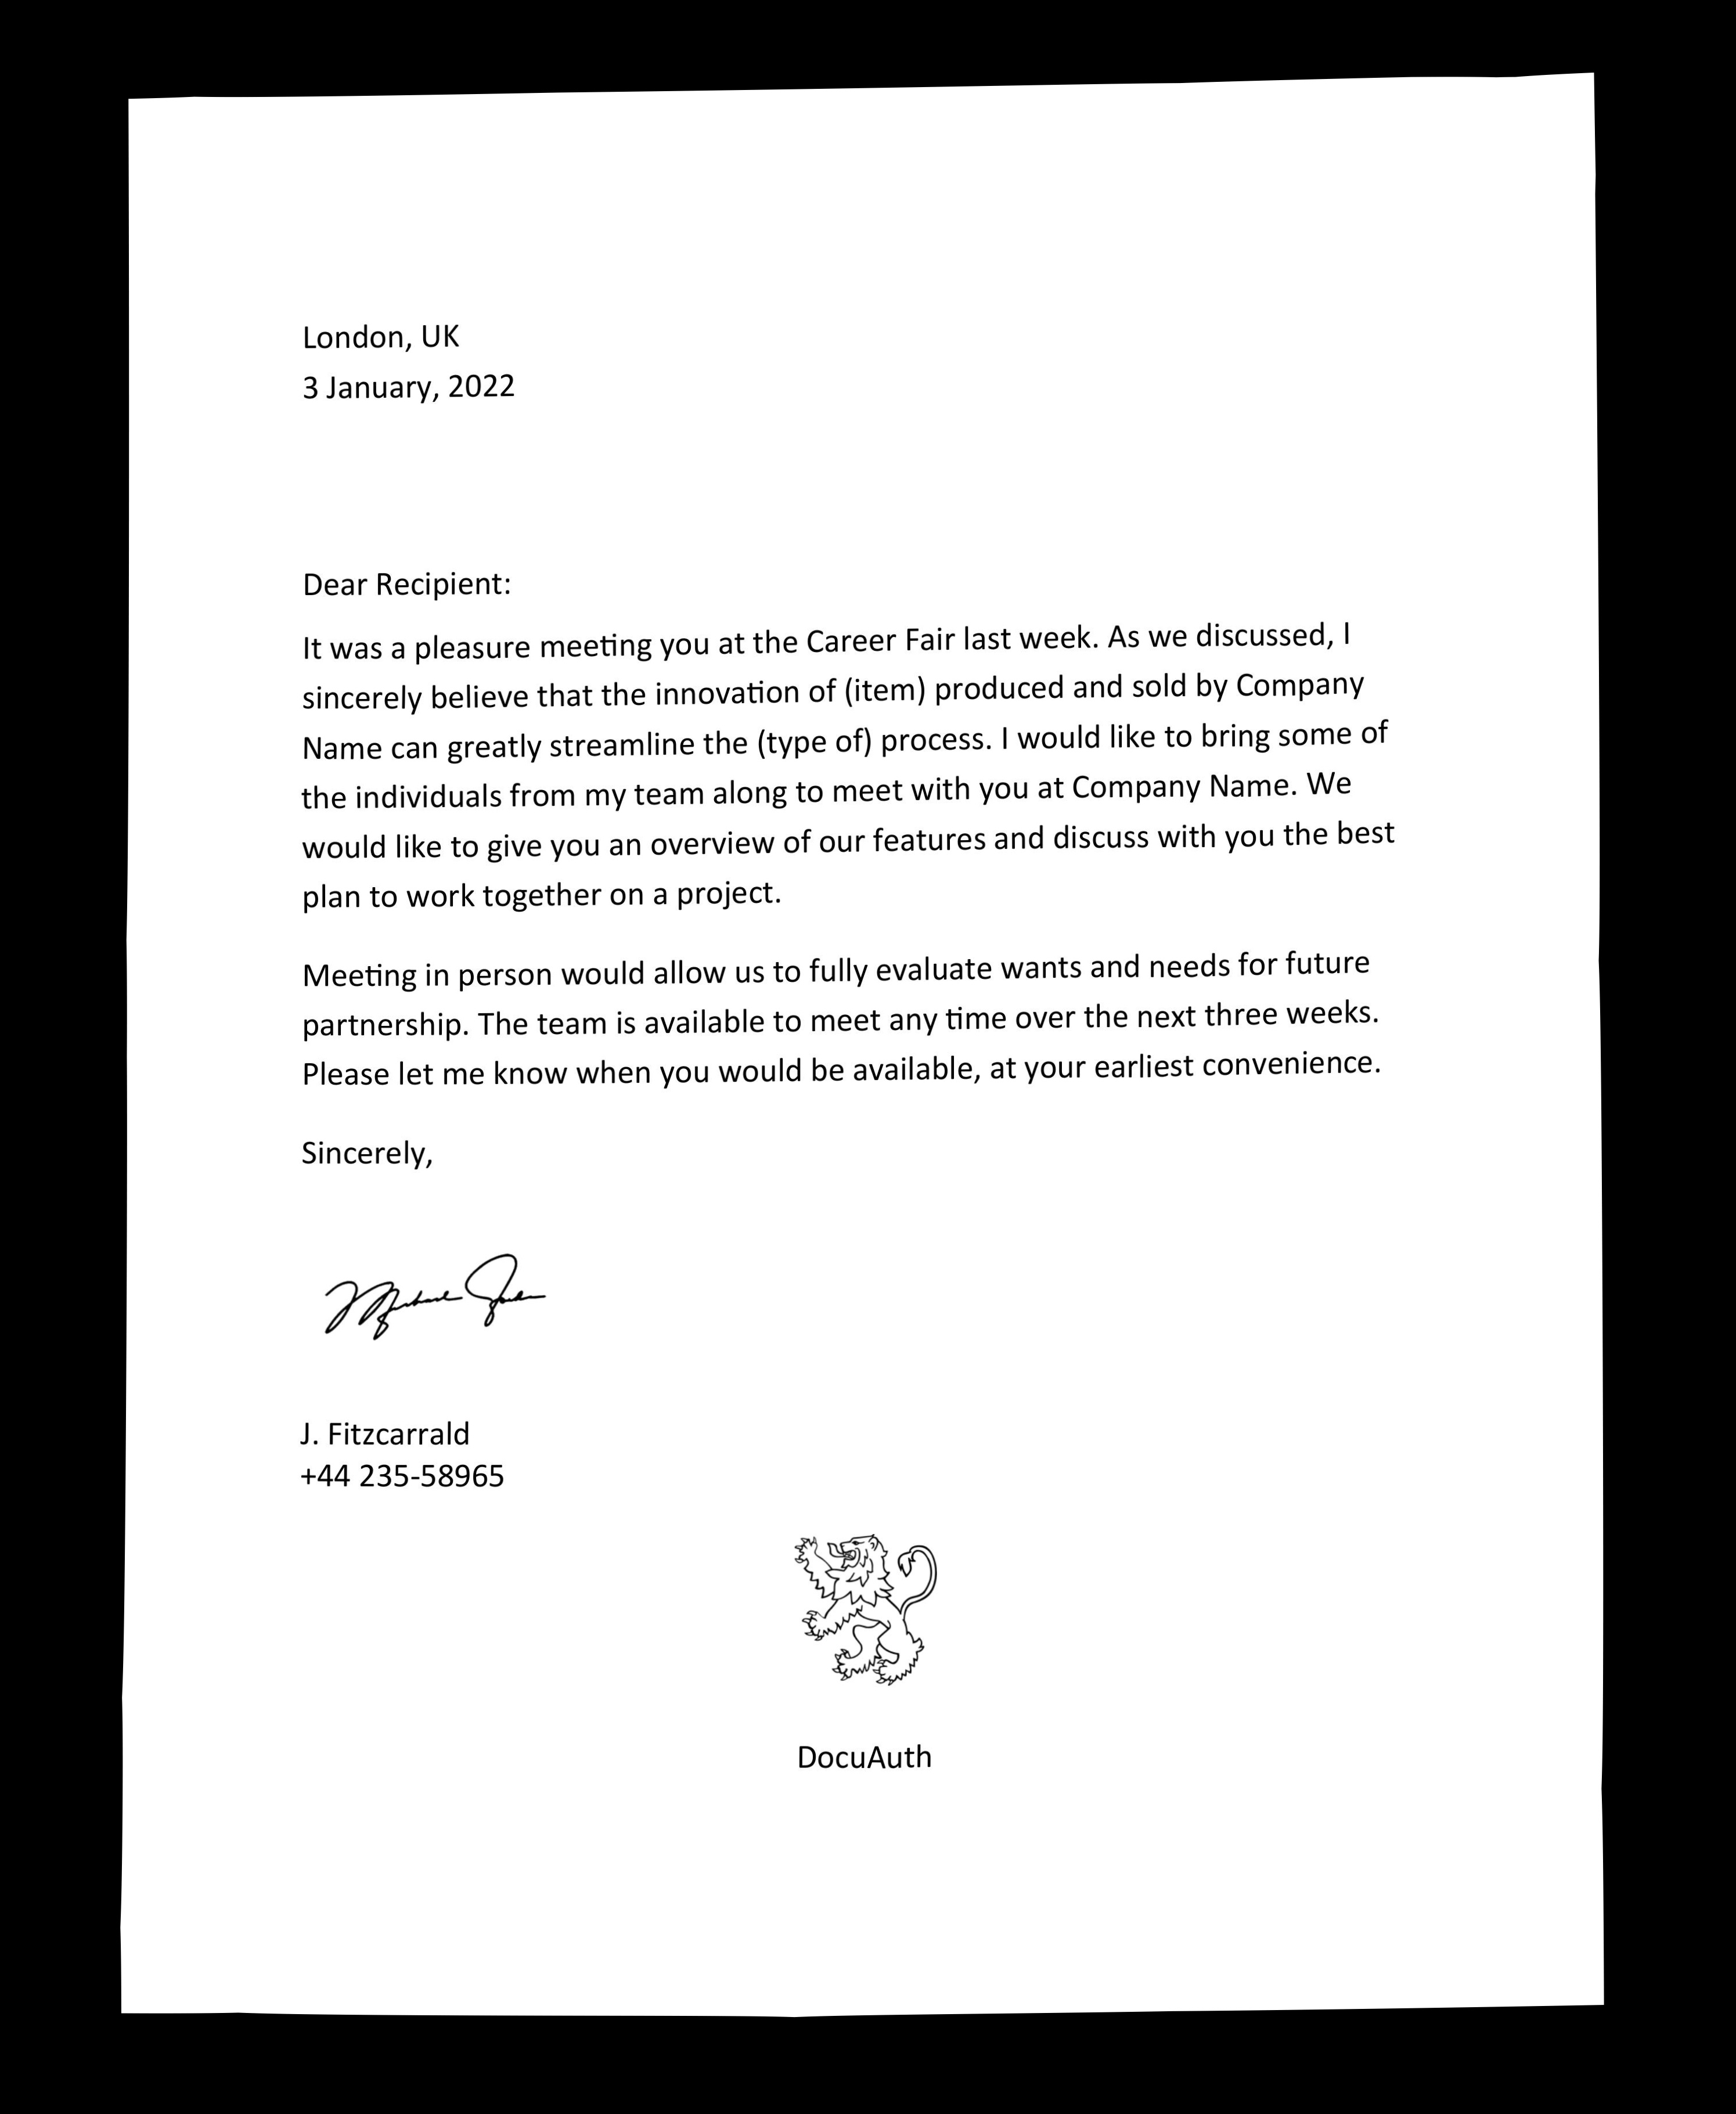 London, UK
3 January, 2022
Dear Recipient:
It was a pleasure meeting you at the Career Fair last week. As we discussed, I
sincerely believe that the innovation of (item) produced and sold by Company
Name can greatly streamline the (type of) process. I would like to bring some of
the individuals from my team along to meet with you at Company Name. We
would like to give you an overview of our features and discuss with you the best
plan to work together on a project.
Meeting in person would allow us to fully evaluate wants and needs for future
partnership. The team is available to meet any time over the next three weeks.
Please let me know when you would be available, at your earliest convenience.
Sincerely,
J. Fitzcarrald
+44 235-58965
DocuAuth